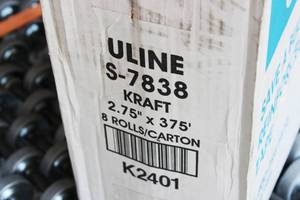 ULINE
S-7838
KRAFT
2.75" x 375'
8 ROLLS/CARTON
K2401